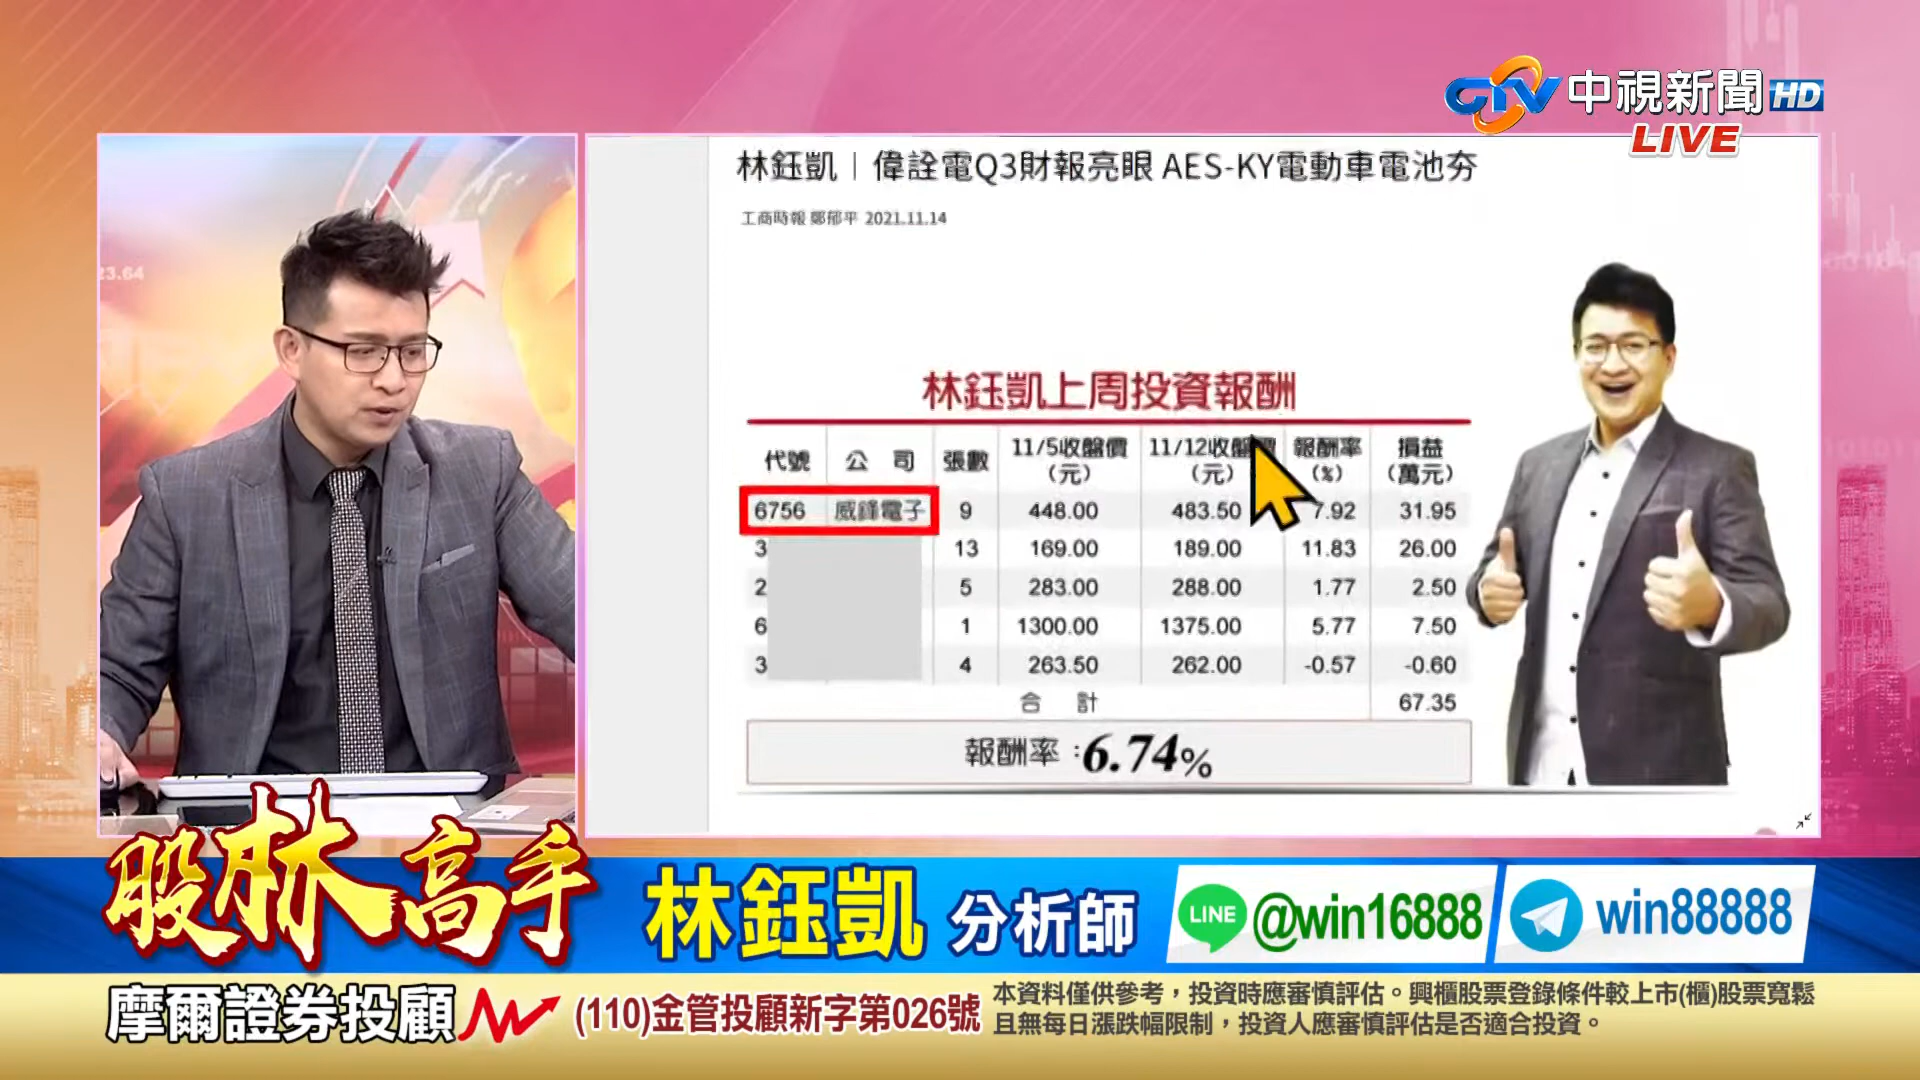 CTV 中視新聞 HD
LIVE
23.64
林鈺凱｜偉詮電Q3財報亮眼 AES-KY電動車電池夯
工商時報 鄭郁平 2021.11.14
林鈺凱上周投資報酬
代號 公司 張數 11/5收盤價(元) 11/12收盤價(元) 報酬率(%) 損益(萬元)
6756 威鋒電子 9 448.00 483.50 7.92 31.95
3 13 169.00 189.00 11.83 26.00
2 5 283.00 288.00 1.77 2.50
6 1 1300.00 1375.00 5.77 7.50
3 4 263.50 262.00 -0.57 -0.60
合計 67.35
報酬率：6.74%
股林高手
林鈺凱 分析師
LINE @win16888
win88888
摩爾證券投顧
(110)金管投顧新字第026號
本資料僅供參考，投資時應審慎評估。興櫃股票登錄條件較上市(櫃)股票寬鬆
且無每日漲跌幅限制，投資人應審慎評估是否適合投資。